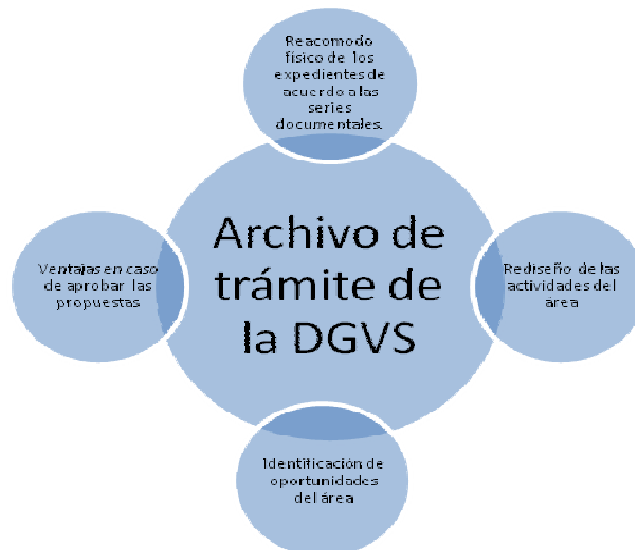 Reacomodo
físico de los
expedientes de
acuerdo a las
series
documentales.
Archivo de
trámite de
la DGVS
Ventajas en caso
de aprobar las
propuestas
Rediseño de las
actividades del
área
Identificación de
oportunidades
del área